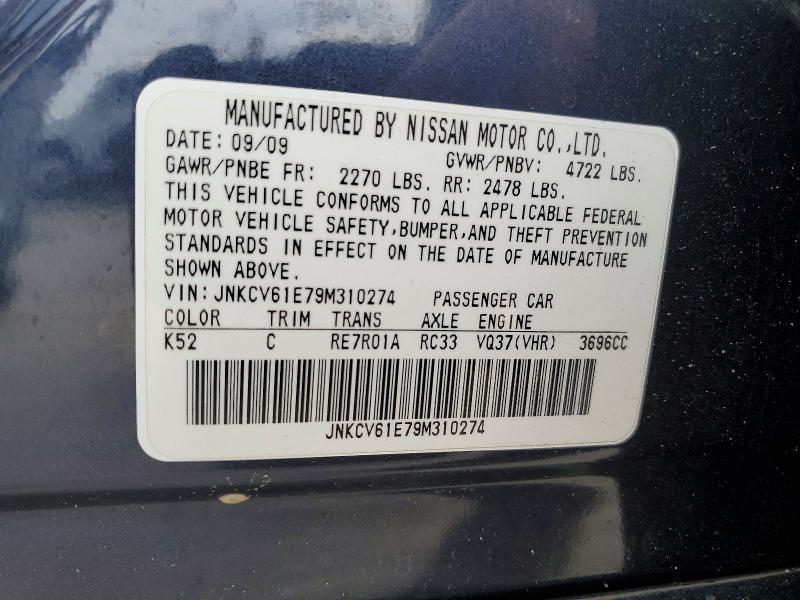 MANUFACTURED BY NISSAN MOTOR CO.,LTD.
DATE: 09/09 GVWR/PNBV: 4722 LBS.
GAWR/PNBE FR: 2270 LBS. RR: 2478 LBS.
THIS VEHICLE CONFORMS TO ALL APPLICABLE FEDERAL
MOTOR VEHICLE SAFETY,BUMPER,AND THEFT PREVENTION
STANDARDS IN EFFECT ON THE DATE OF MANUFACTURE
SHOWN ABOVE.
VIN:JNKCV61E79M310274 PASSENGER CAR
COLOR TRIM TRANS AXLE ENGINE
K52 C RE7R01A RC33 VQ37(VHR) 3696CC
JNKCV61E79M310274